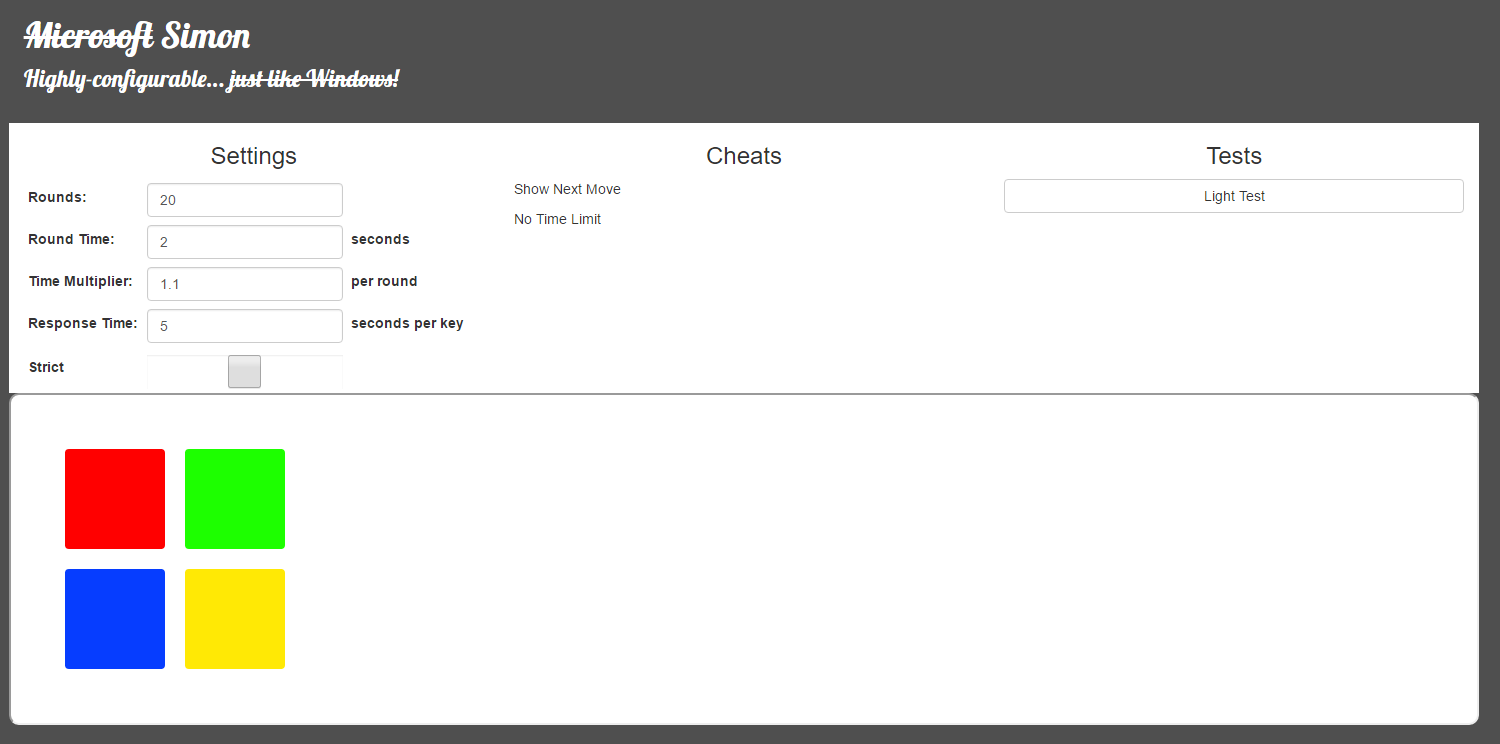 Microsoft Simon
Highly-configurable... just like Windows!
Settings
Rounds: 20
Round Time: 2 seconds
Time Multiplier: 1.1 per round
Response Time: 5 seconds per key
Strict
Cheats
Show Next Move
No Time Limit
Tests
Light Test